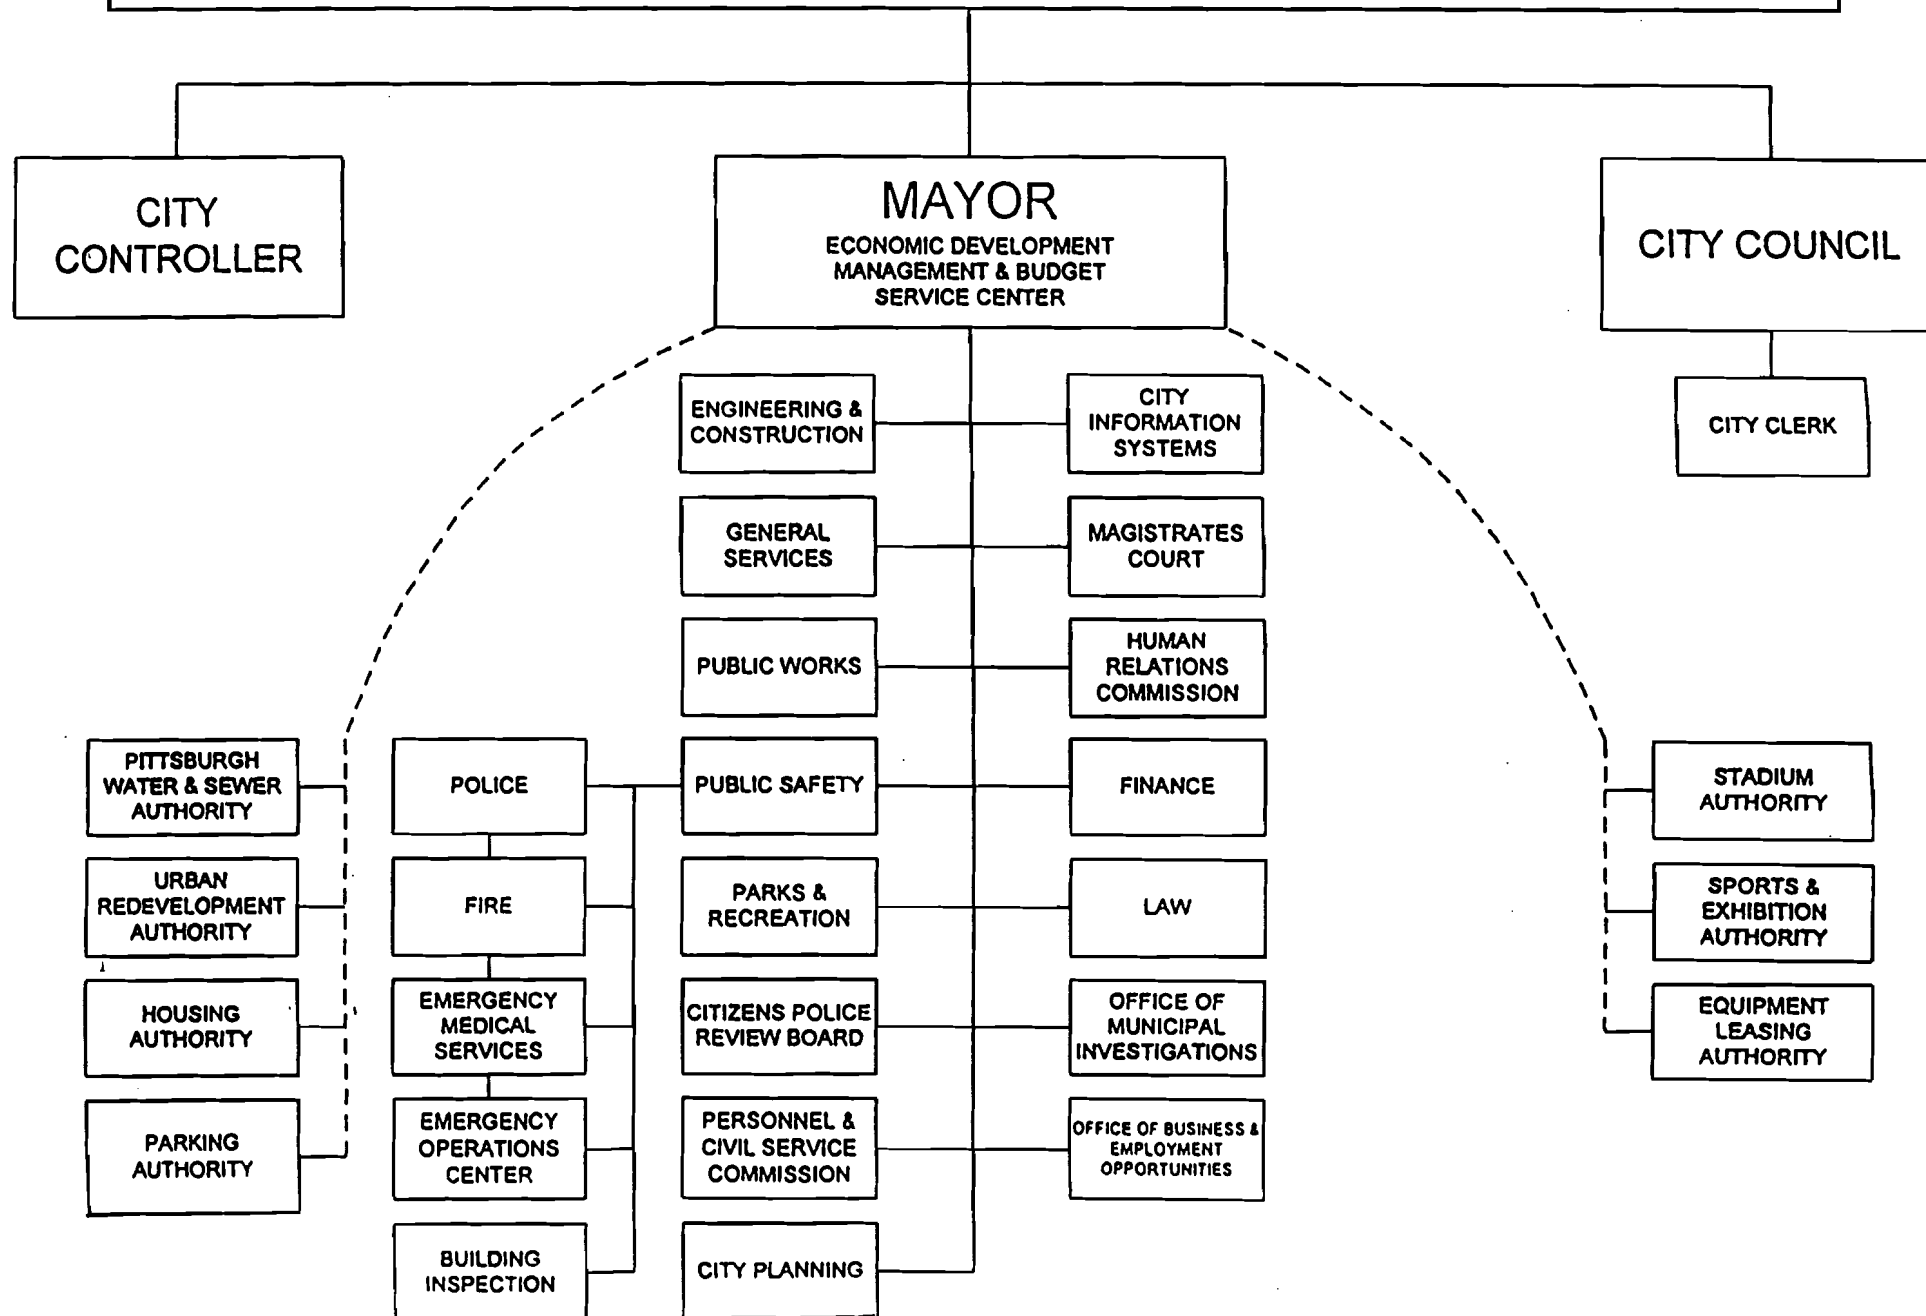 CITY
CONTROLLER
MAYOR
ECONOMIC DEVELOPMENT
MANAGEMENT & BUDGET
SERVICE CENTER
CITY COUNCIL
CITY CLERK
ENGINEERING &
CONSTRUCTION
CITY
INFORMATION
SYSTEMS
GENERAL
SERVICES
MAGISTRATES
COURT
PUBLIC WORKS
HUMAN
RELATIONS
COMMISSION
PITTSBURGH
WATER & SEWER
AUTHORITY
POLICE
PUBLIC SAFETY
FINANCE
STADIUM
AUTHORITY
URBAN
REDEVELOPMENT
AUTHORITY
FIRE
PARKS &
RECREATION
LAW
SPORTS &
EXHIBITION
AUTHORITY
HOUSING
AUTHORITY
EMERGENCY
MEDICAL
SERVICES
CITIZENS POLICE
REVIEW BOARD
OFFICE OF
MUNICIPAL
INVESTIGATIONS
EQUIPMENT
LEASING
AUTHORITY
PARKING
AUTHORITY
EMERGENCY
OPERATIONS
CENTER
PERSONNEL &
CIVIL SERVICE
COMMISSION
OFFICE OF BUSINESS &
EMPLOYMENT
OPPORTUNITIES
BUILDING
INSPECTION
CITY PLANNING